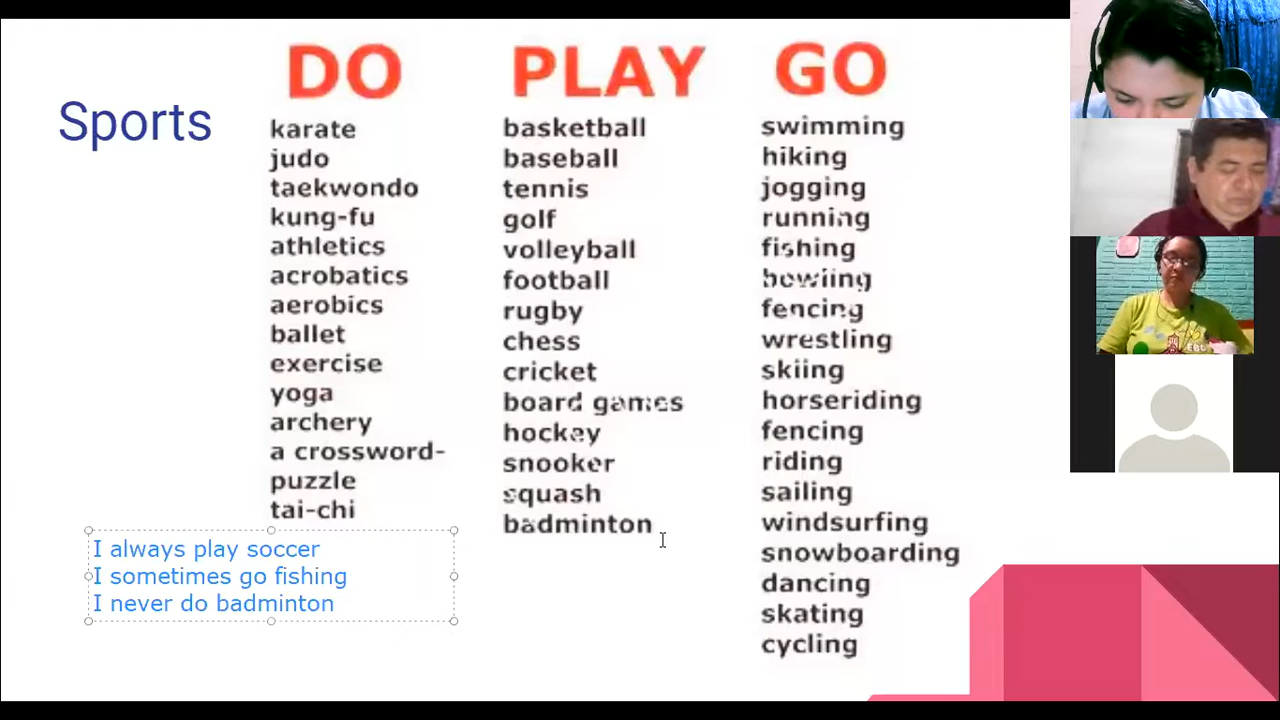 Sports
DO
karate
judo
taekwondo
kung-fu
athletics
acrobatics
aerobics
ballet
exercise
yoga
archery
a crossword-
puzzle
tai-chi
PLAY
basketball
baseball
tennis
golf
volleyball
football
rugby
chess
cricket
board games
hockey
snooker
squash
badminton
GO
swimming
hiking
jogging
running
fishing
bowling
fencing
wrestling
skiing
horseriding
fencing
riding
sailing
windsurfing
snowboarding
dancing
skating
cycling
I always play soccer
I sometimes go fishing
I never do badminton